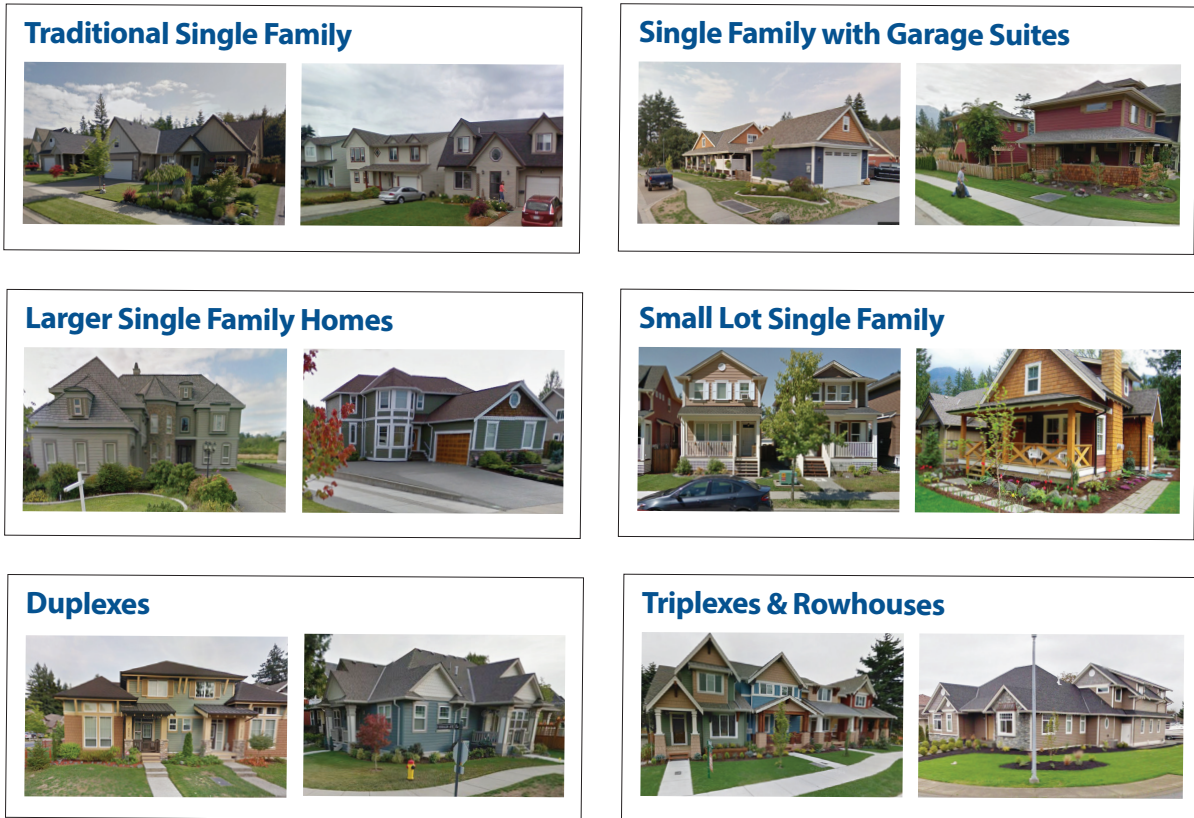 Traditional Single Family
Single Family with Garage Suites
Larger Single Family Homes
Small Lot Single Family
Duplexes
Triplexes & Rowhouses